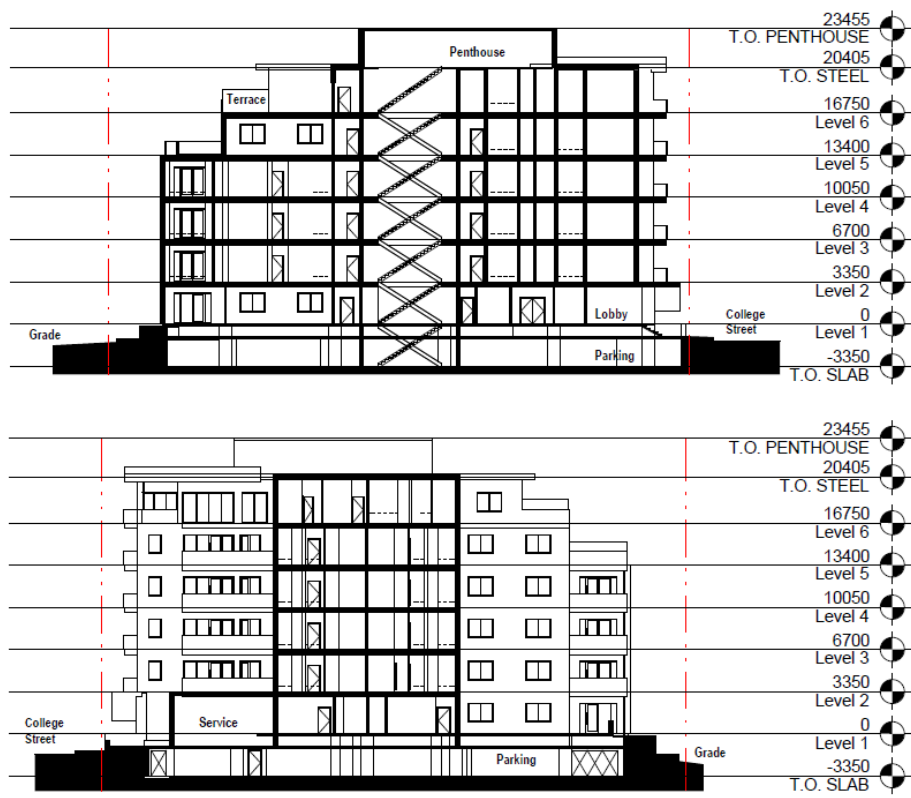 23455
T.O. PENTHOUSE
Penthouse
20405
T.O. STEEL
Terrace
16750
Level 6
13400
Level 5
10050
Level 4
6700
Level 3
3350
Level 2
Lobby
College
Street
0
Level 1
Grade
Parking
-3350
T.O. SLAB
23455
T.O. PENTHOUSE
20405
T.O. STEEL
16750
Level 6
13400
Level 5
10050
Level 4
6700
Level 3
3350
Level 2
College
Street
Service
0
Level 1
Parking
Grade
-3350
T.O. SLAB